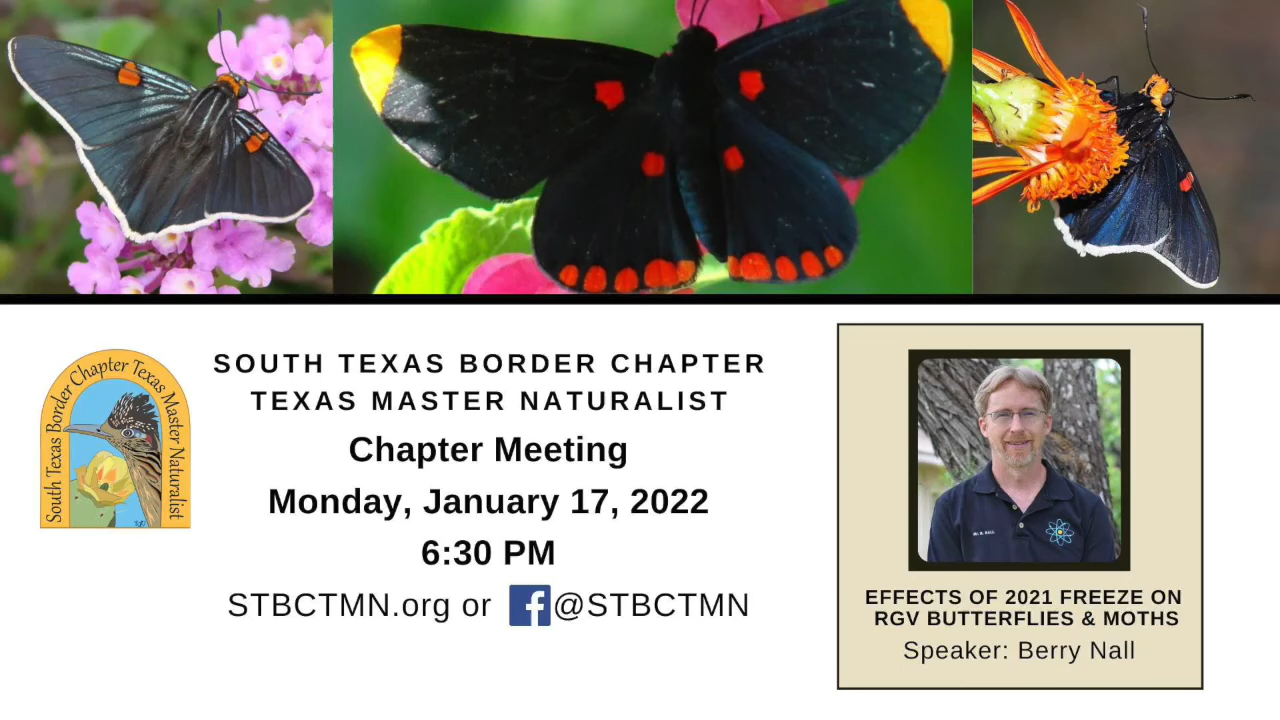 South Texas Border Chapter Texas Master Naturalist
SOUTH TEXAS BORDER CHAPTER
TEXAS MASTER NATURALIST
Chapter Meeting
Monday, January 17, 2022
6:30 PM
STBCTMN.org or f @STBCTMN
Mr. B. NALL
EFFECTS OF 2021 FREEZE ON
RGV BUTTERFLIES & MOTHS
Speaker: Berry Nall